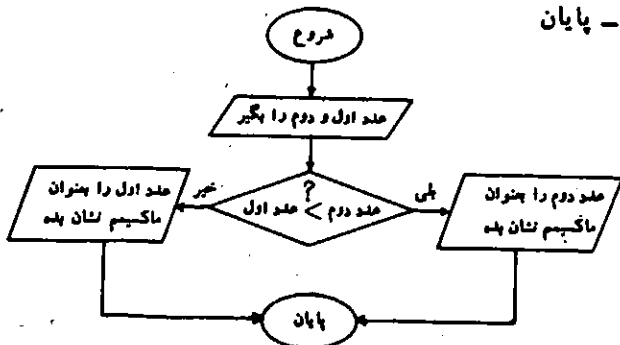 – پایان
شروع
عدد اول و دوم را بگیر
?
عدد دوم > عدد اول
بلی
خیر
عدد دوم را بعنوان
ماکسیمم نشان بده
عدد اول را بعنوان
ماکسیمم نشان بده
پایان